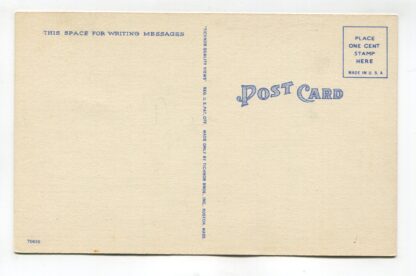 THIS SPACE FOR WRITING MESSAGES
"TICHNOR QUALITY VIEWS" REG. U. S. PAT. OFF. MADE ONLY BY TICHNOR BROS., INC., BOSTON, MASS.
PLACE
ONE CENT
STAMP
HERE
MADE IN U. S. A.
POST CARD